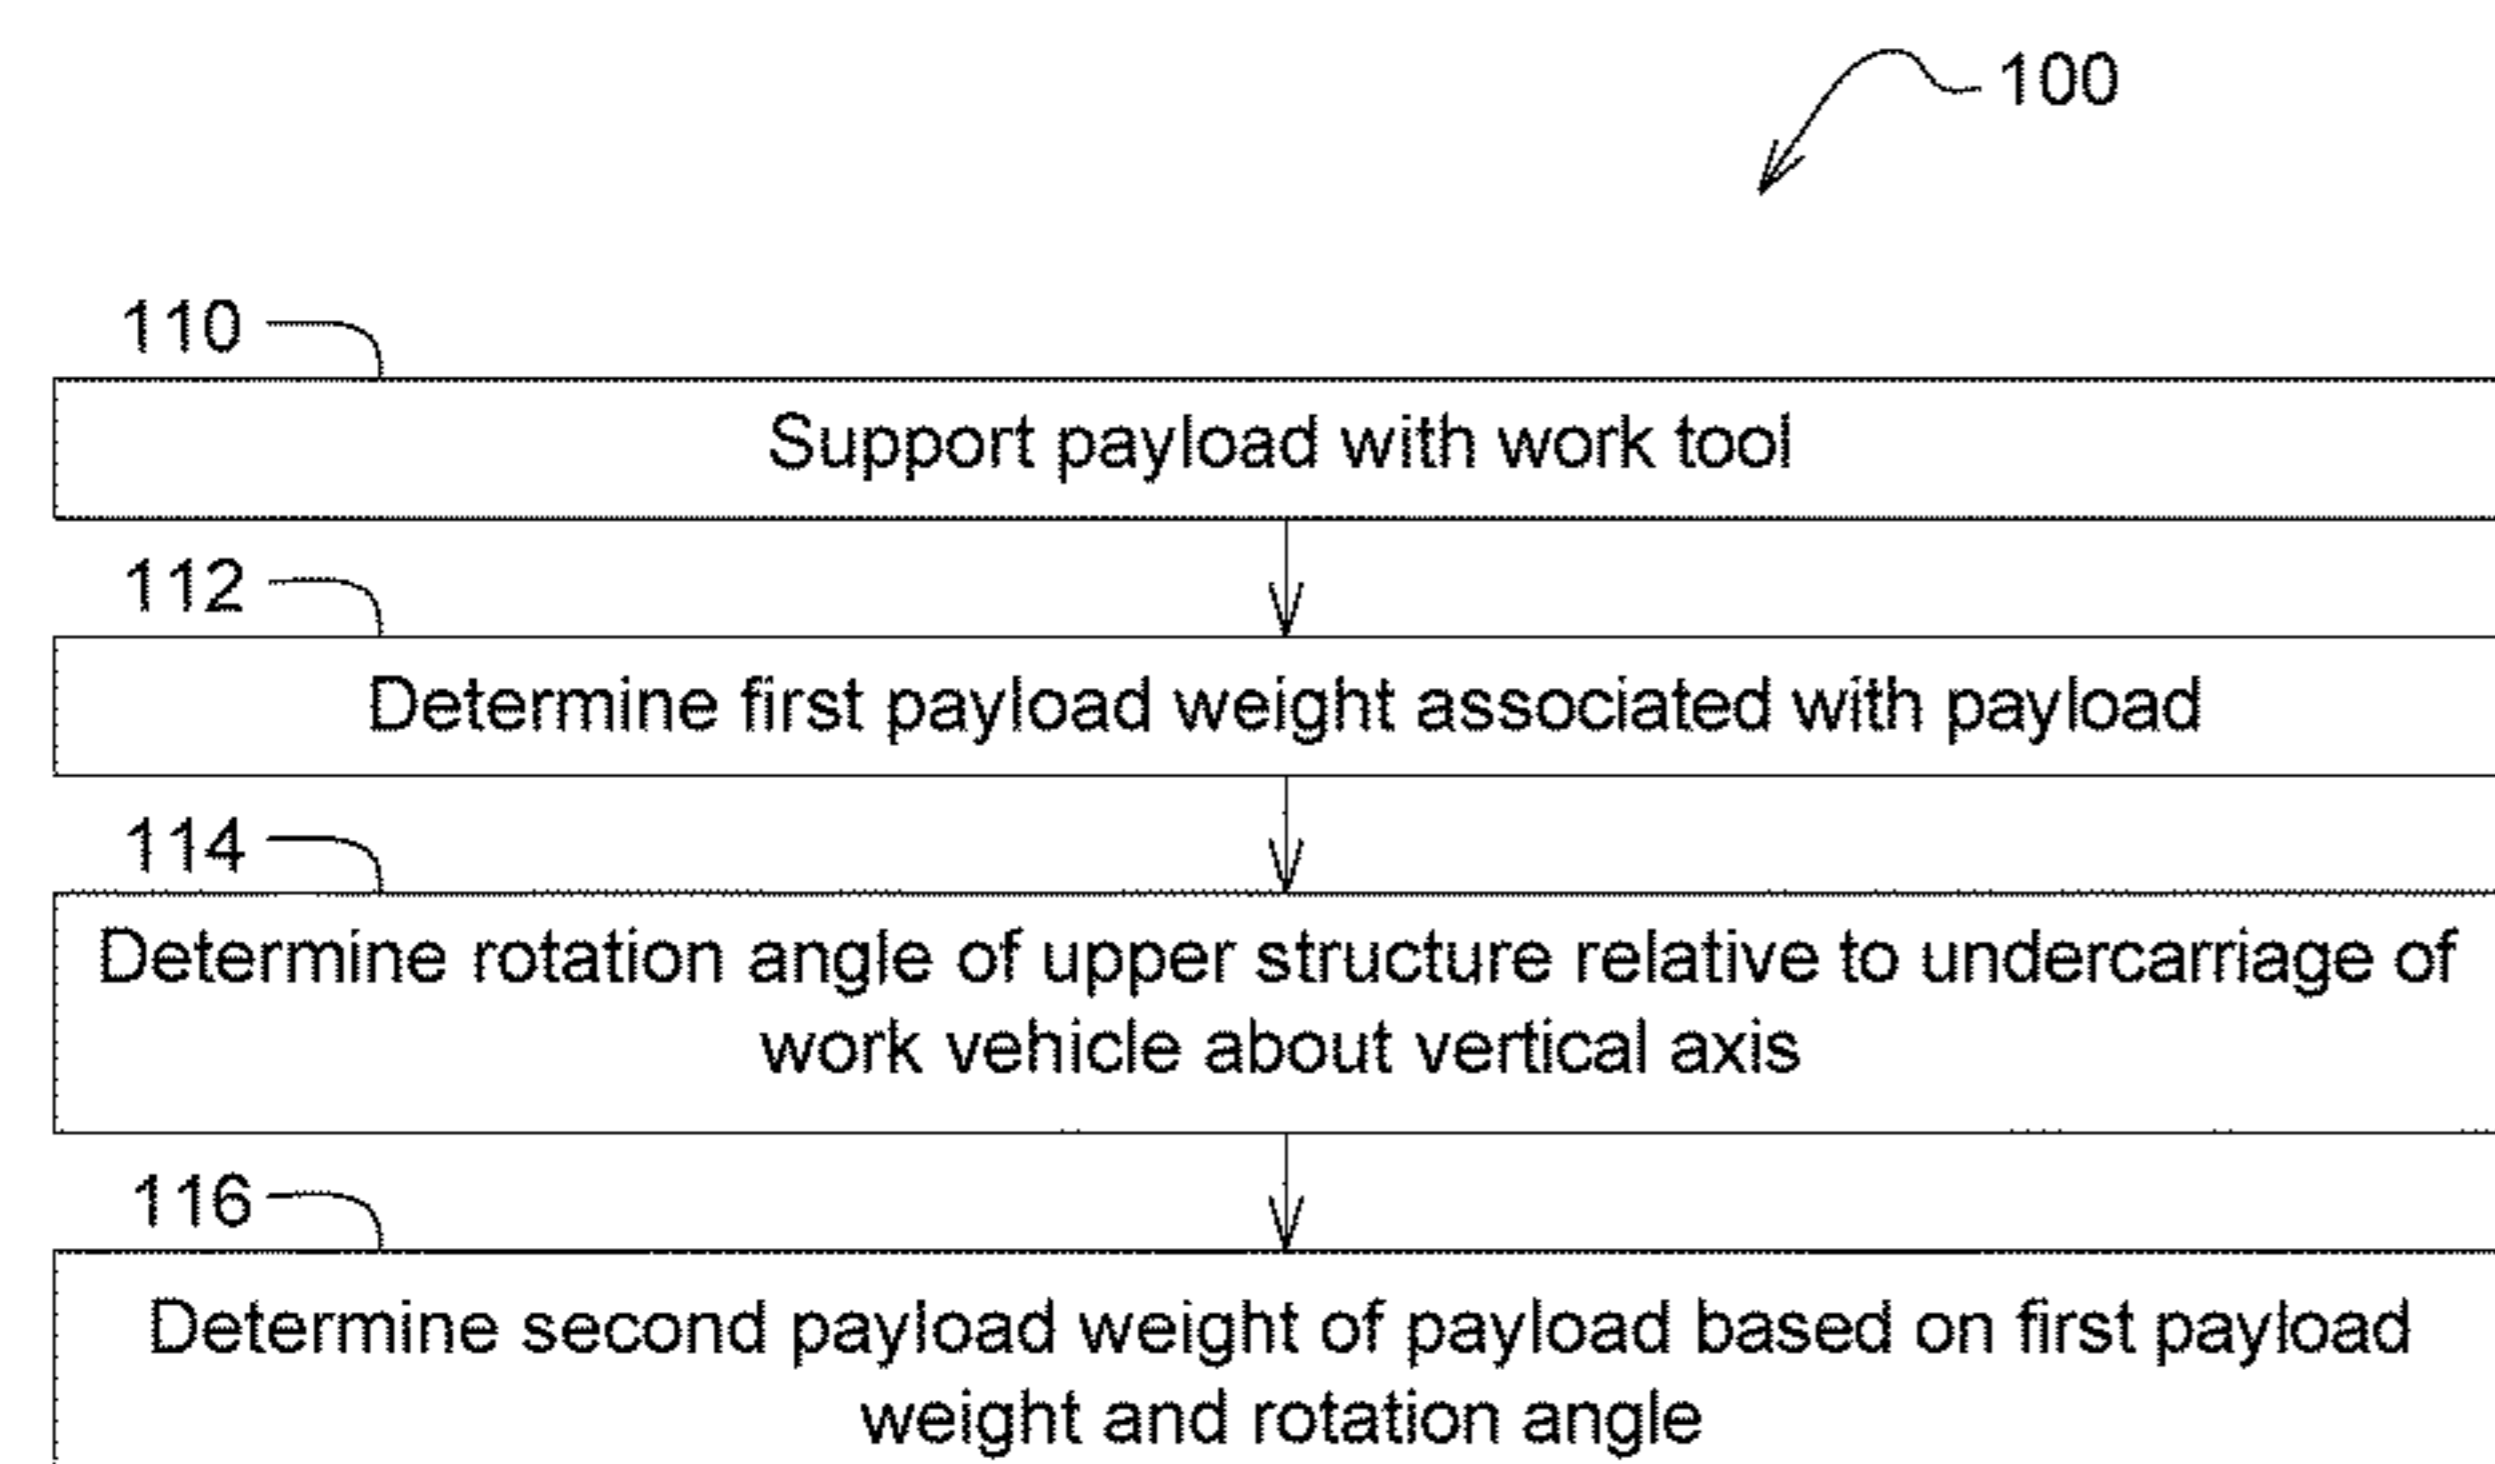 100
110
Support payload with work tool
112
Determine first payload weight associated with payload
114
Determine rotation angle of upper structure relative to undercarriage of
work vehicle about vertical axis
116
Determine second payload weight of payload based on first payload
weight and rotation angle